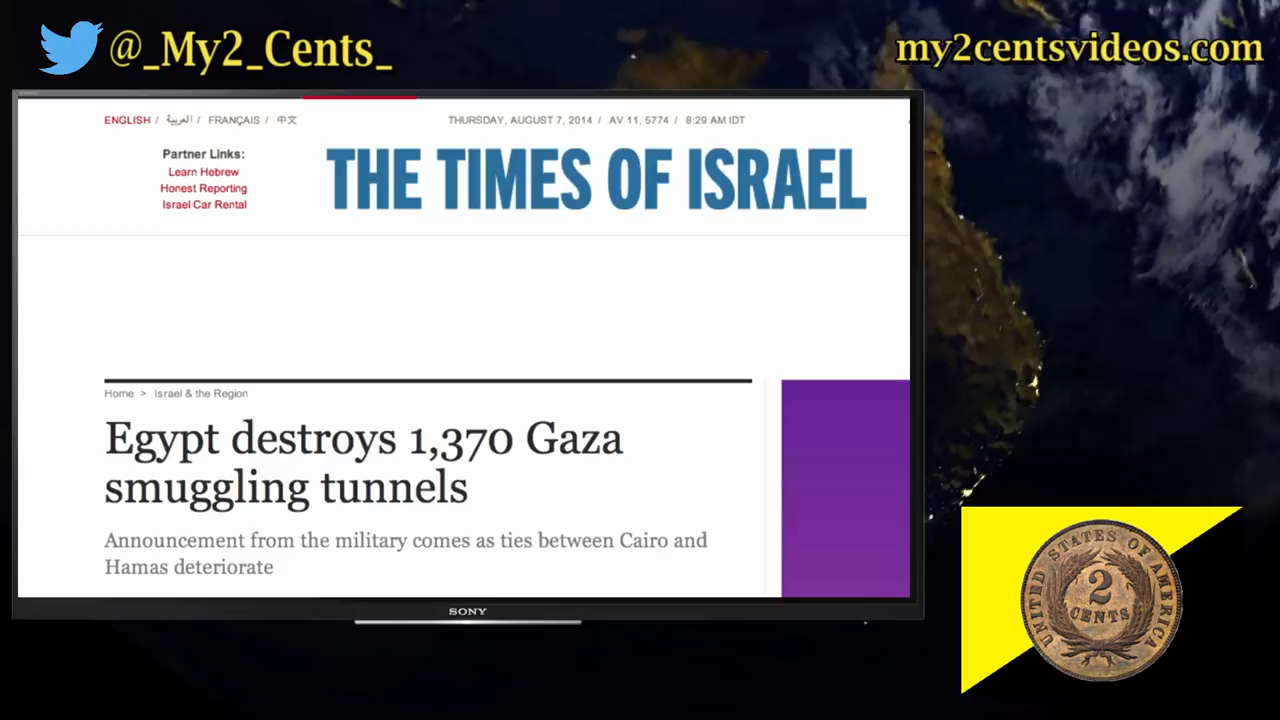 @_My2_Cents_
my2centsvideos.com
ENGLISH / العربية / FRANÇAIS / 中文
THURSDAY, AUGUST 7, 2014 / AV 11, 5774 / 8:29 AM IDT
Partner Links:
Learn Hebrew
Honest Reporting
Israel Car Rental
THE TIMES OF ISRAEL
Home > Israel & the Region
Egypt destroys 1,370 Gaza
smuggling tunnels
Announcement from the military comes as ties between Cairo and
Hamas deteriorate
SONY
UNITED STATES OF AMERICA
2
CENTS